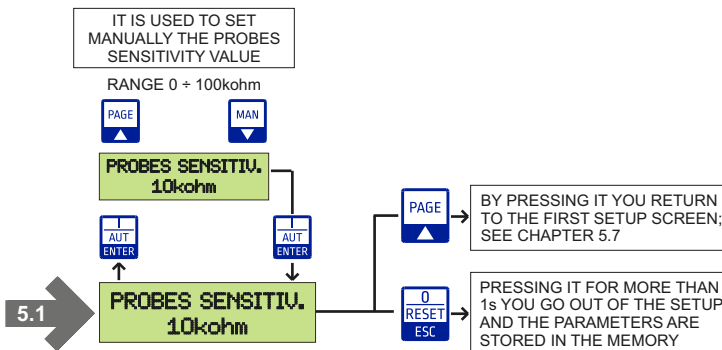 IT IS USED TO SET
MANUALLY THE PROBES
SENSITIVITY VALUE
RANGE 0 ÷ 100kohm
PAGE
MAN
PROBES SENSITIV.
10kohm
I
AUT
ENTER
I
AUT
ENTER
5.1
PROBES SENSITIV.
10kohm
PAGE
BY PRESSING IT YOU RETURN
TO THE FIRST SETUP SCREEN;
SEE CHAPTER 5.7
0
RESET
ESC
PRESSING IT FOR MORE THAN
1s YOU GO OUT OF THE SETUP
AND THE PARAMETERS ARE
STORED IN THE MEMORY